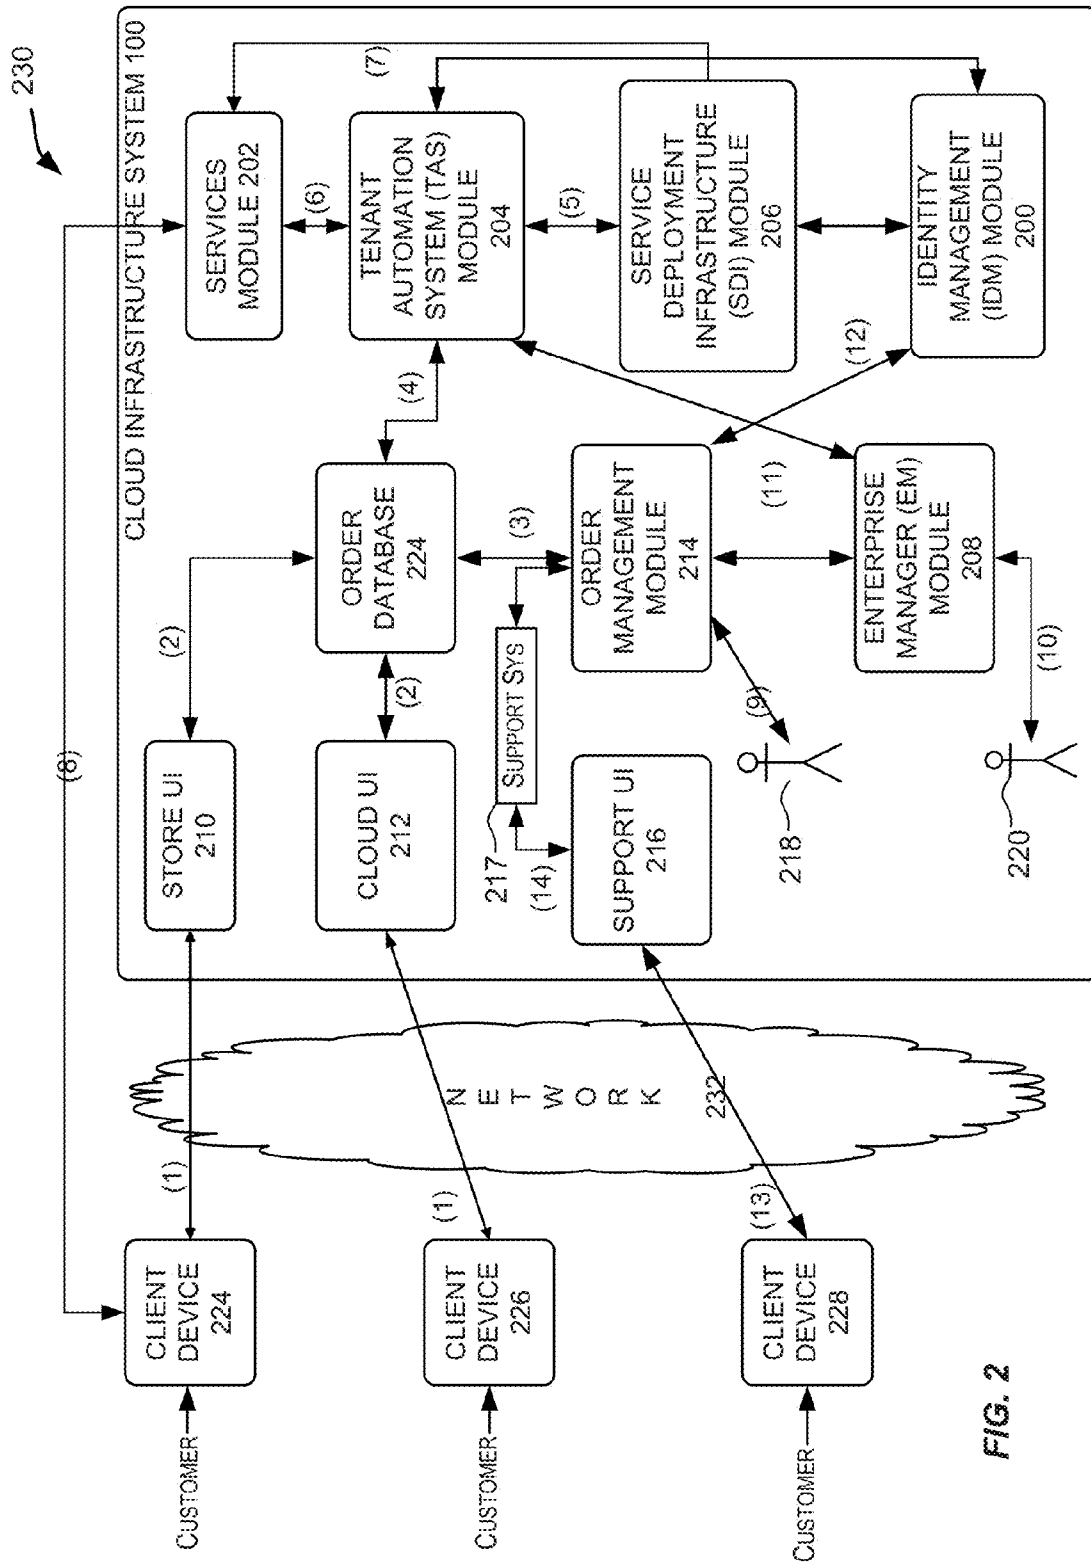 230
CLOUD INFRASTRUCTURE SYSTEM 100
(8)
CUSTOMER
CLIENT
DEVICE
224
(1)
STORE UI
210
(2)
SERVICES
MODULE 202
(6)
(7)
CUSTOMER
CLIENT
DEVICE
226
(1)
CLOUD UI
212
(2)
ORDER
DATABASE
224
(4)
TENANT
AUTOMATION
SYSTEM (TAS)
MODULE
204
(5)
NETWORK
232
217
SUPPORT SYS
(14)
(3)
CUSTOMER
CLIENT
DEVICE
228
(13)
SUPPORT UI
216
ORDER
MANAGEMENT
MODULE
214
SERVICE
DEPLOYMENT
INFRASTRUCTURE
(SDI) MODULE
206
218
(9)
(11)
(12)
ENTERPRISE
MANAGER (EM)
MODULE
208
IDENTITY
MANAGEMENT
(IDM) MODULE
200
220
(10)
FIG. 2